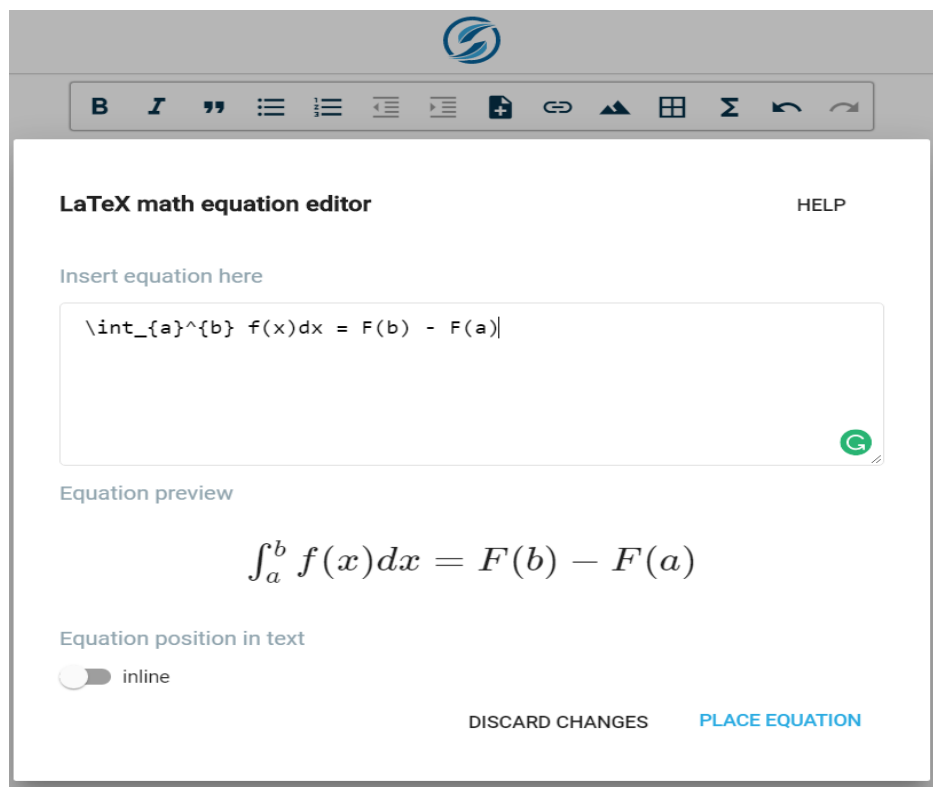 LaTeX math equation editor
HELP
Insert equation here
\int_{a}^{b} f(x)dx = F(b) - F(a)
Equation preview
∫_a^b f(x)dx = F(b) − F(a)
Equation position in text
inline
DISCARD CHANGES
PLACE EQUATION